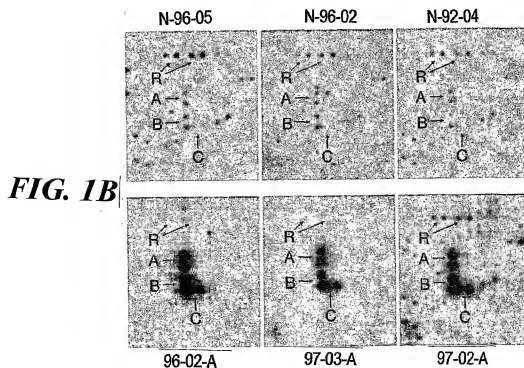 N-96-05 N-96-02 N-92-04
R R R
A A A
B B B
C C C
FIG. 1B
R R R
A A A
B B B
C C C
96-02-A 97-03-A 97-02-A